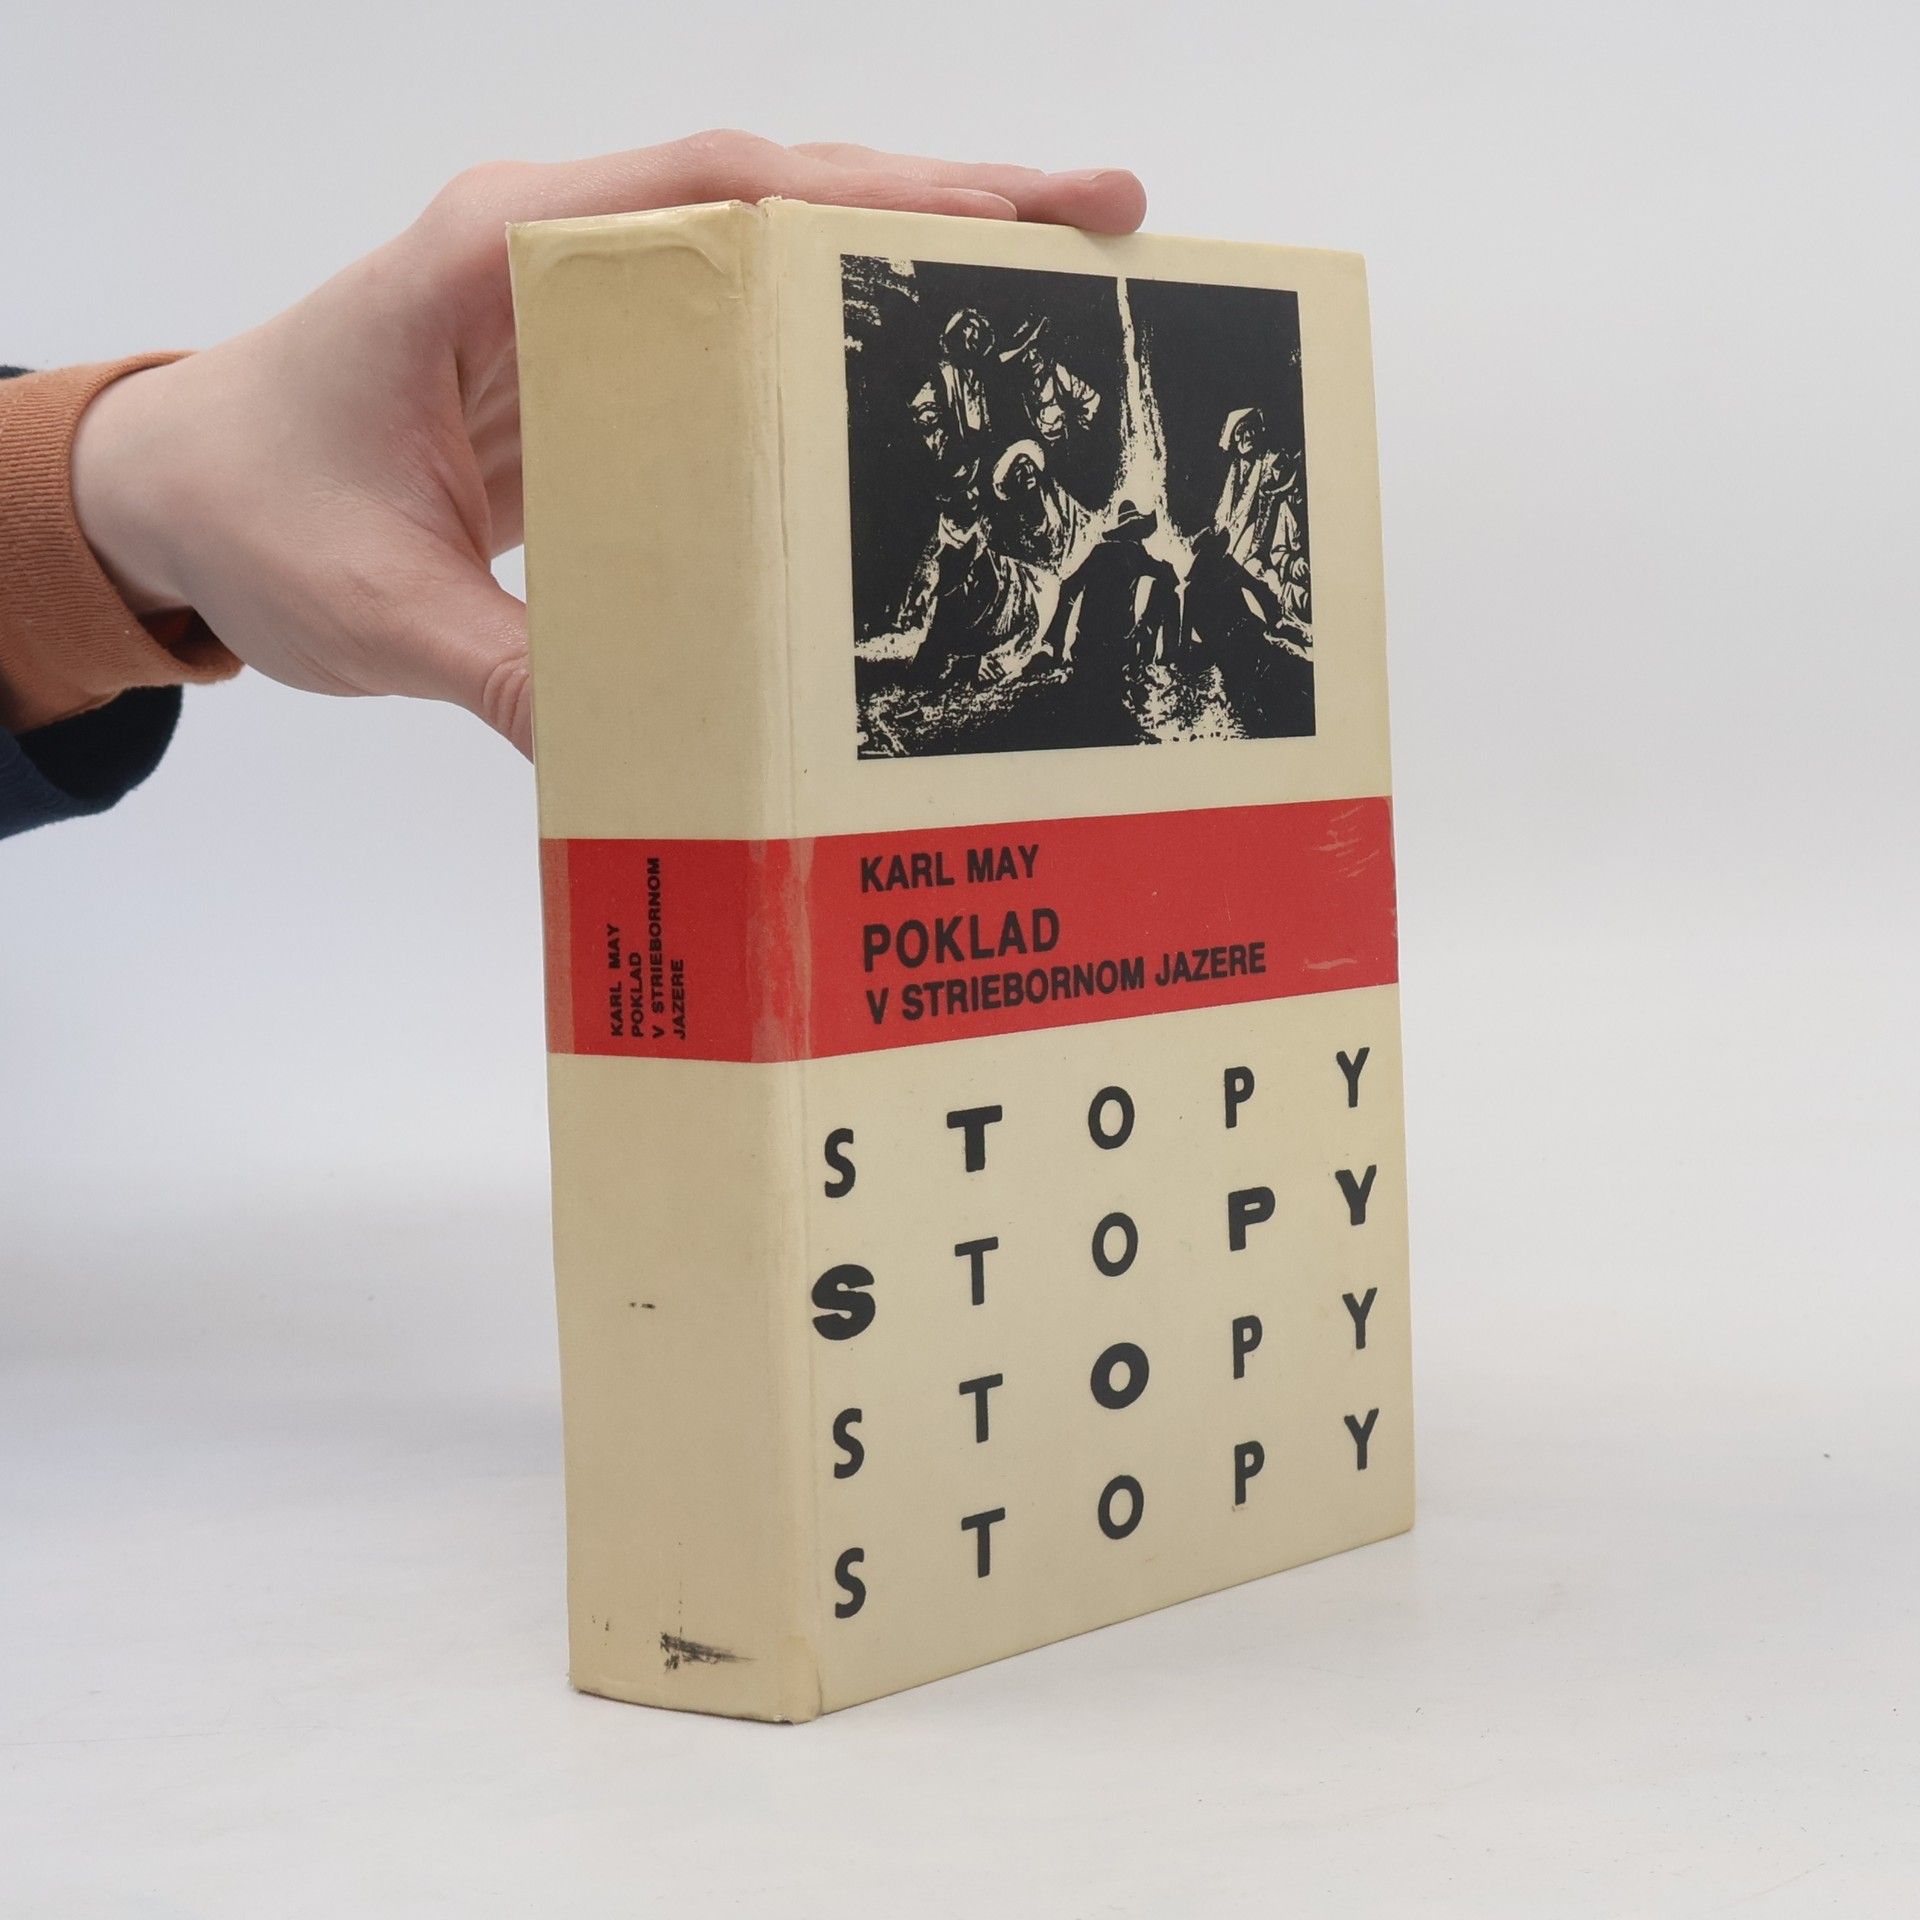 KARL MAY
POKLAD
V STRIEBORNOM
JAZERE
KARL MAY
POKLAD
V STRIEBORNOM JAZERE
S T O P Y
S T O P Y
S T O P Y
S T O P Y